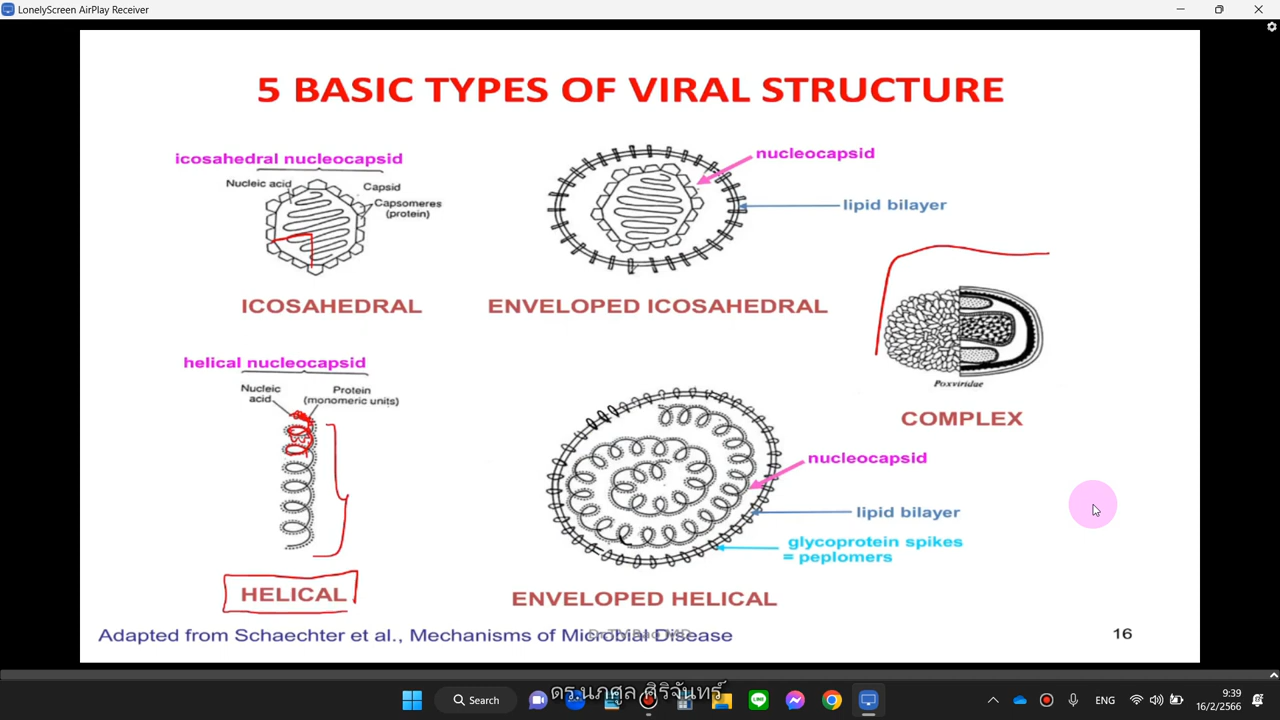 LonelyScreen AirPlay Receiver
5 BASIC TYPES OF VIRAL STRUCTURE
icosahedral nucleocapsid
Nucleic acid
Capsid
Capsomeres
(protein)
ICOSAHEDRAL
nucleocapsid
lipid bilayer
ENVELOPED ICOSAHEDRAL
Poxviridae
COMPLEX
helical nucleocapsid
Nucleic
acid
Protein
(monomeric units)
HELICAL
nucleocapsid
lipid bilayer
glycoprotein spikes
= peplomers
ENVELOPED HELICAL
Adapted from Schaechter et al., Mechanisms of Microbial Disease
16
ดร.นภศูล ศิริจันทร์
Search
ENG
9:39
16/2/2566